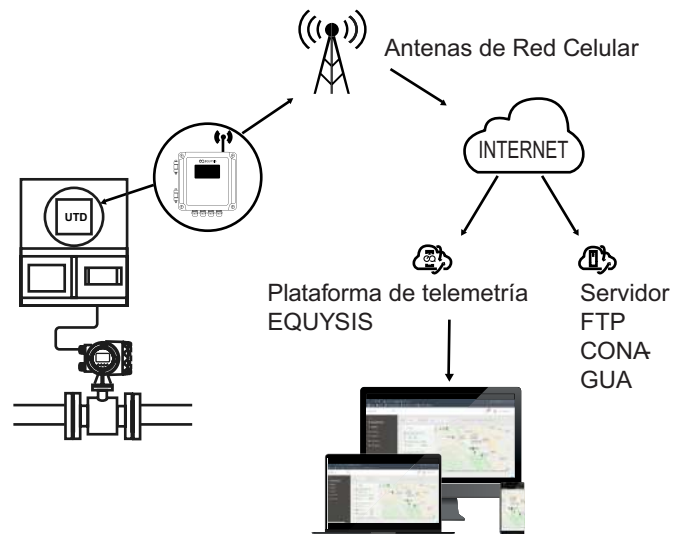 Antenas de Red Celular
INTERNET
UTD
Plataforma de telemetría
EQUYSIS
Servidor
FTP
CONA-
GUA